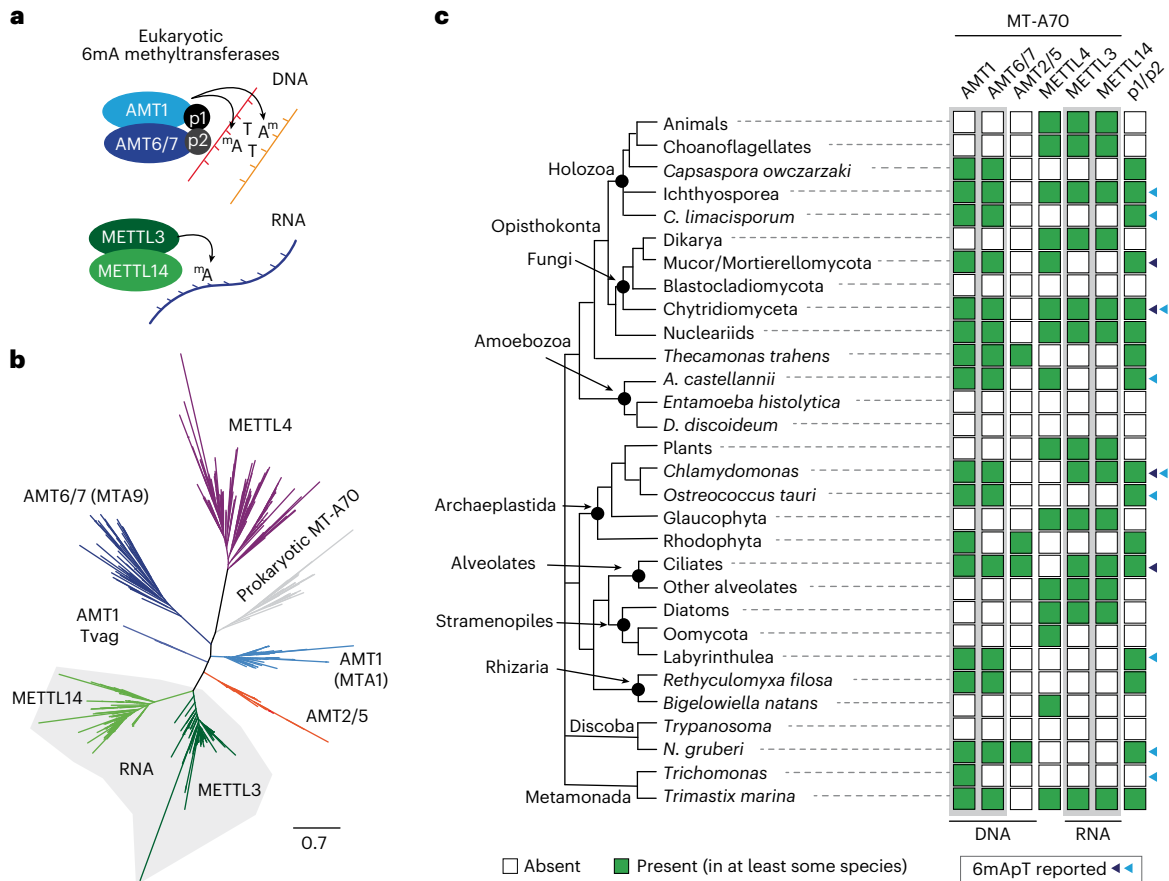 a
Eukaryotic
6mA methyltransferases
DNA
AMT1
p1
AMT6/7
p2
T
Aᵐ
ᵐA
T
RNA
METTL3
METTL14
ᵐA
b
METTL4
AMT6/7 (MTA9)
Prokaryotic MT-A70
AMT1
Tvag
AMT1
(MTA1)
METTL14
AMT2/5
RNA
METTL3
0.7
c
MT-A70
AMT1
AMT6/7
AMT2/5
METTL4
METTL3
METTL14
p1/p2
Animals
Choanoflagellates
Holozoa
Capsaspora owczarzaki
Ichthyosporea
C. limacisporum
Opisthokonta
Dikarya
Fungi
Mucor/Mortierellomycota
Blastocladiomycota
Chytridiomyceta
Nucleariids
Amoebozoa
Thecamonas trahens
A. castellannii
Entamoeba histolytica
D. discoideum
Plants
Chlamydomonas
Archaeplastida
Ostreococcus tauri
Glaucophyta
Rhodophyta
Alveolates
Ciliates
Other alveolates
Stramenopiles
Diatoms
Oomycota
Labyrinthulea
Rhizaria
Rethyculomyxa filosa
Bigelowiella natans
Discoba
Trypanosoma
N. gruberi
Trichomonas
Metamonada
Trimastix marina
DNA
RNA
Absent
Present (in at least some species)
6mApT reported